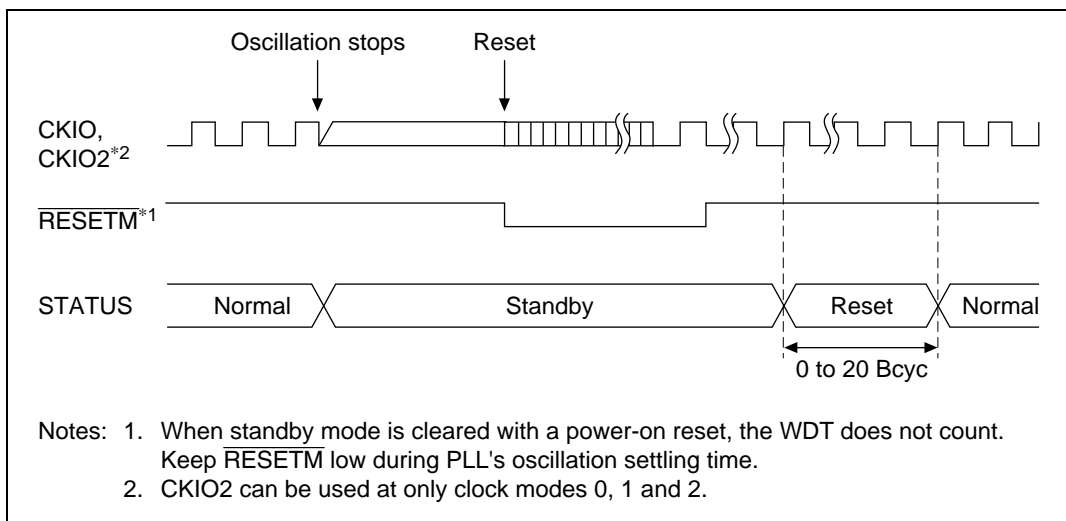 Oscillation stops Reset
CKIO,
CKIO2*2
RESETM*1
STATUS Normal Standby Reset Normal
0 to 20 Bcyc
Notes: 1. When standby mode is cleared with a power-on reset, the WDT does not count.
Keep RESETM low during PLL's oscillation settling time.
2. CKIO2 can be used at only clock modes 0, 1 and 2.